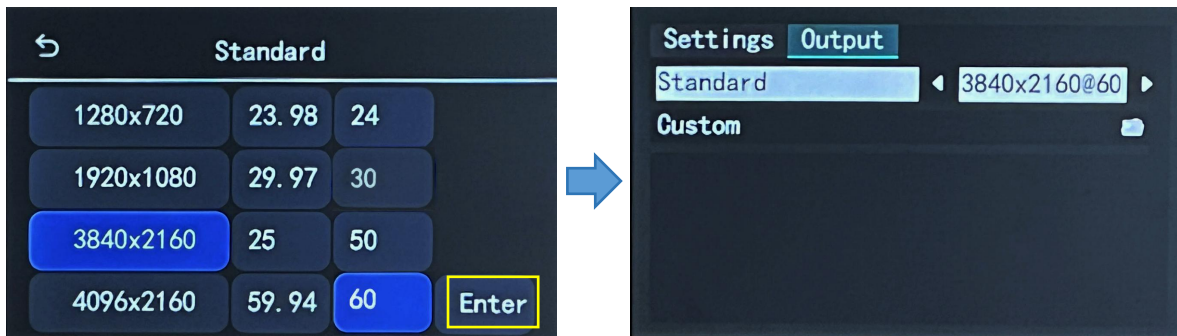 Standard
1280x720 23.98 24
1920x1080 29.97 30
3840x2160 25 50
4096x2160 59.94 60 Enter
Settings Output
Standard 3840x2160@60
Custom